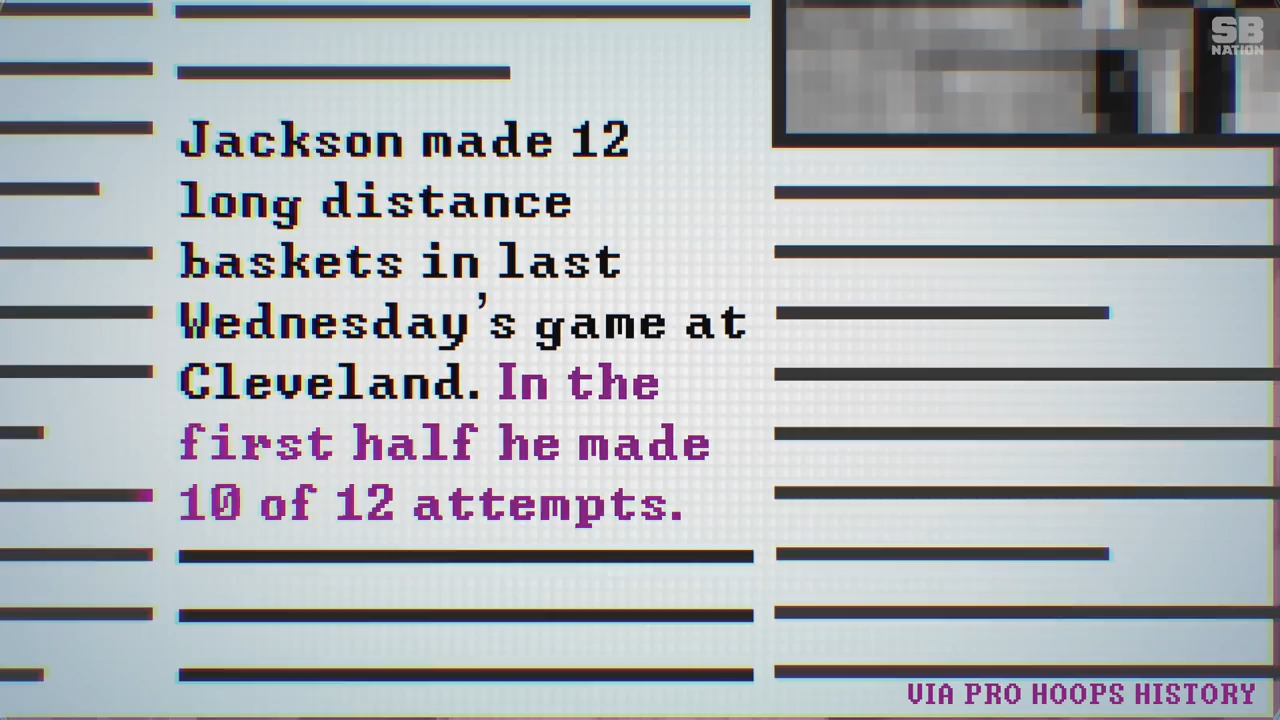 SB
NATION
Jackson made 12
long distance
baskets in last
Wednesday's game at
Cleveland. In the
first half he made
10 of 12 attempts.
VIA PRO HOOPS HISTORY